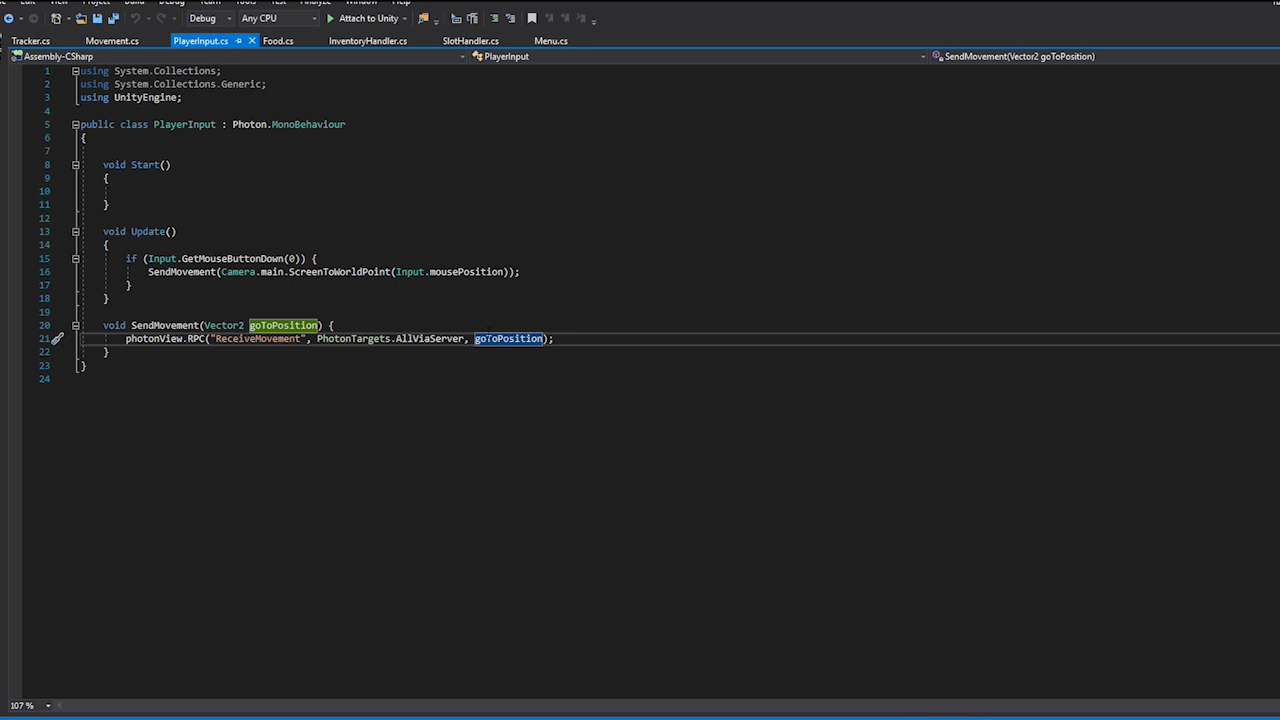 Debug Any CPU Attach to Unity
Tracker.cs Movement.cs PlayerInput.cs Food.cs InventoryHandler.cs SlotHandler.cs Menu.cs
Assembly-CSharp PlayerInput SendMovement(Vector2 goToPosition)
1 using System.Collections;
2 using System.Collections.Generic;
3 using UnityEngine;
4
5 public class PlayerInput : Photon.MonoBehaviour
6 {
7
8 void Start()
9 {
10
11 }
12
13 void Update()
14 {
15 if (Input.GetMouseButtonDown(0)) {
16 SendMovement(Camera.main.ScreenToWorldPoint(Input.mousePosition));
17 }
18 }
19
20 void SendMovement(Vector2 goToPosition) {
21 photonView.RPC("ReceiveMovement", PhotonTargets.AllViaServer, goToPosition);
22 }
23 }
24
107 %